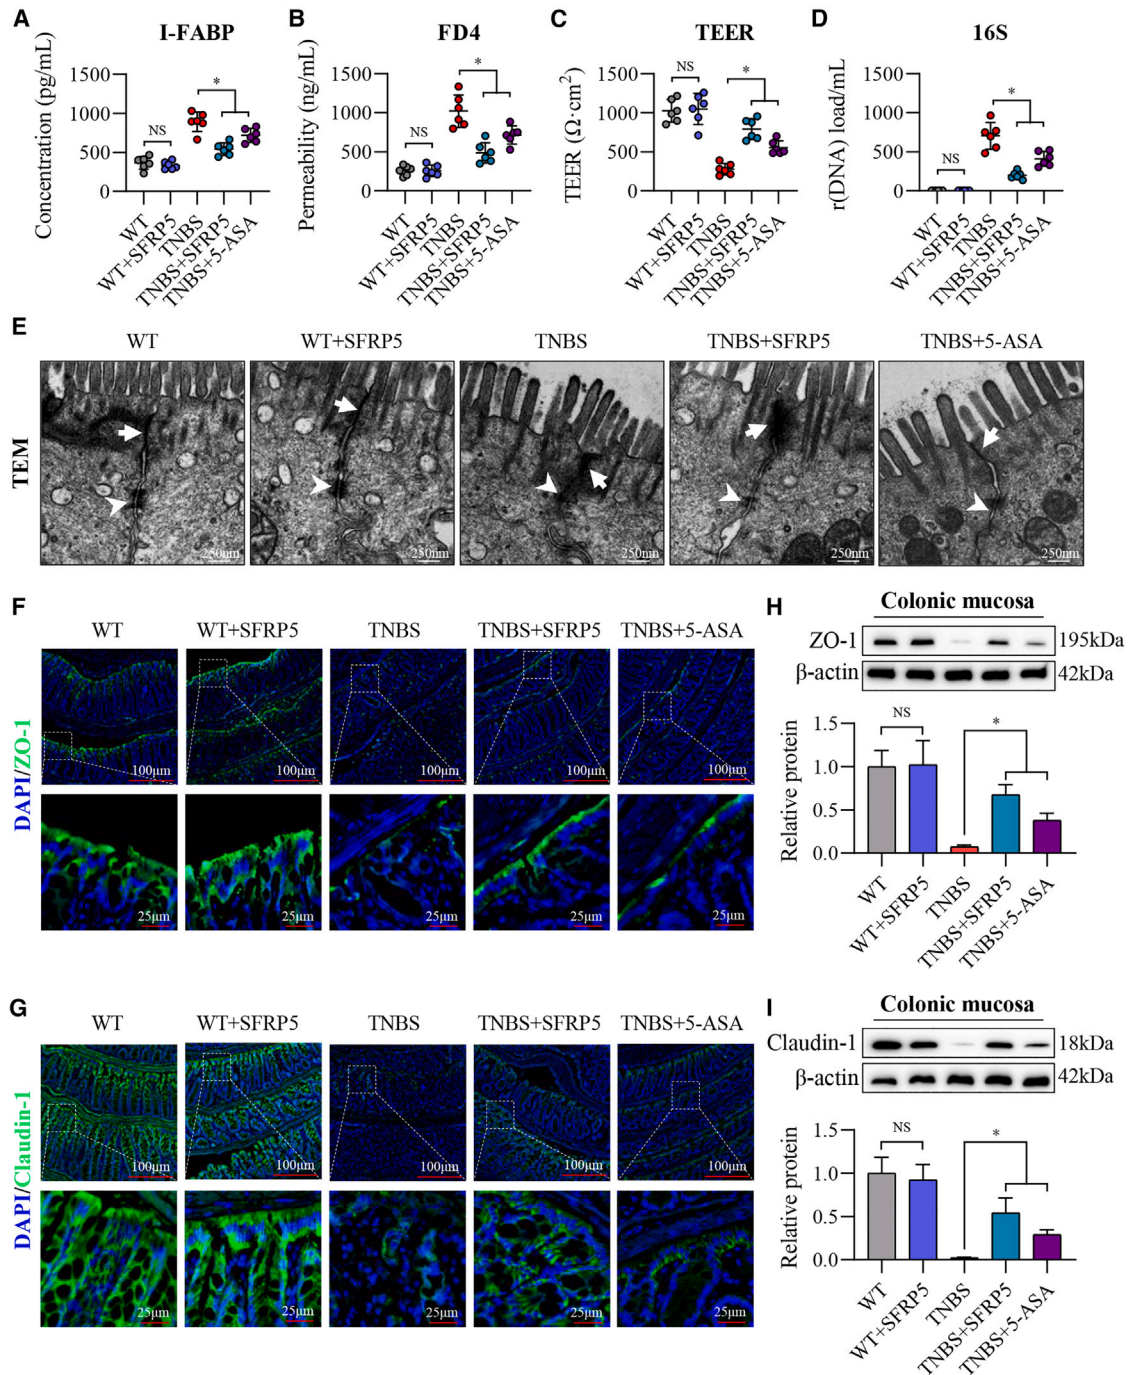 A
I-FABP
Concentration (pg/mL)
1500
1000
500
0
NS
*
WT
WT+SFRP5
TNBS
TNBS+SFRP5
TNBS+5-ASA
B
FD4
Permeability (ng/mL)
1500
1000
500
0
NS
*
WT
WT+SFRP5
TNBS
TNBS+SFRP5
TNBS+5-ASA
C
TEER
TEER (Ω·cm²)
1500
1000
500
0
NS
*
WT
WT+SFRP5
TNBS
TNBS+SFRP5
TNBS+5-ASA
D
16S
r(DNA) load/mL
1500
1000
500
0
NS
*
WT
WT+SFRP5
TNBS
TNBS+SFRP5
TNBS+5-ASA
E
WT
WT+SFRP5
TNBS
TNBS+SFRP5
TNBS+5-ASA
TEM
250nm
250nm
250nm
250nm
250nm
F
WT
WT+SFRP5
TNBS
TNBS+SFRP5
TNBS+5-ASA
DAPI/ZO-1
100μm
100μm
100μm
100μm
100μm
25μm
25μm
25μm
25μm
25μm
H
Colonic mucosa
ZO-1
195kDa
β-actin
42kDa
Relative protein
1.5
1.0
0.5
0.0
NS
*
WT
WT+SFRP5
TNBS
TNBS+SFRP5
TNBS+5-ASA
G
WT
WT+SFRP5
TNBS
TNBS+SFRP5
TNBS+5-ASA
DAPI/Claudin-1
100μm
100μm
100μm
100μm
100μm
25μm
25μm
25μm
25μm
25μm
I
Colonic mucosa
Claudin-1
18kDa
β-actin
42kDa
Relative protein
1.5
1.0
0.5
0.0
NS
*
WT
WT+SFRP5
TNBS
TNBS+SFRP5
TNBS+5-ASA